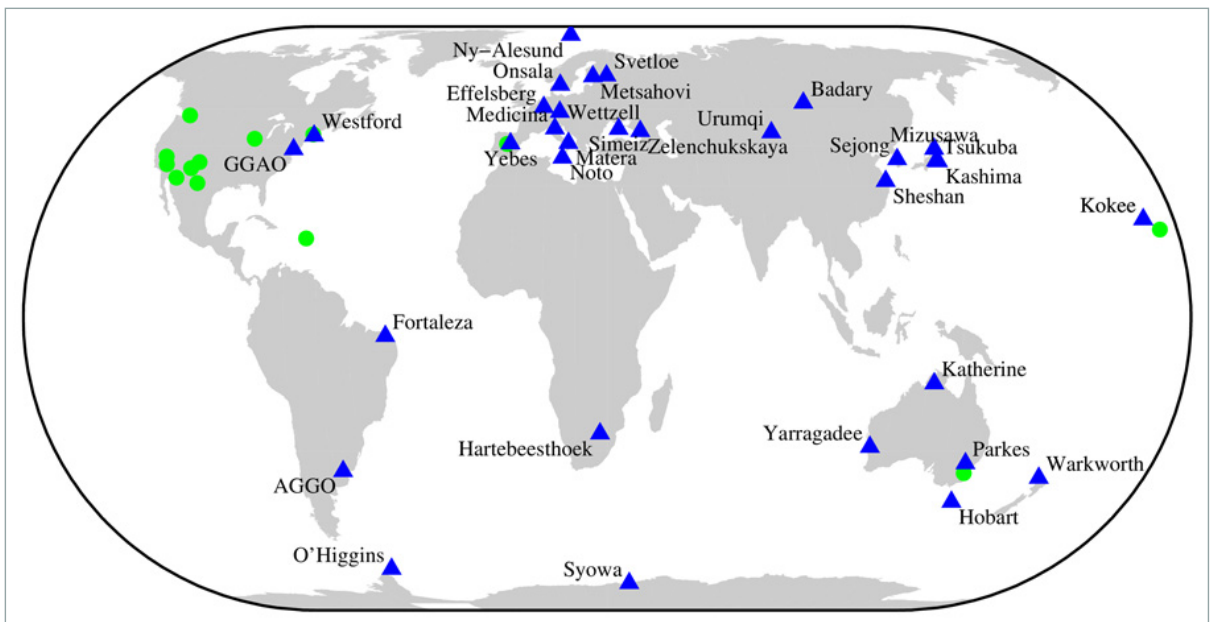 Ny−Alesund
Onsala
Svetloe
Effelsberg
Metsahovi
Badary
Medicina
Wettzell
Westford
Urumqi
GGAO
Simeiz
Zelenchukskaya
Sejong
Mizusawa
Tsukuba
Yebes
Matera
Noto
Kashima
Sheshan
Kokee
Fortaleza
Katherine
Hartebeesthoek
Yarragadee
Parkes
Warkworth
AGGO
Hobart
O'Higgins
Syowa